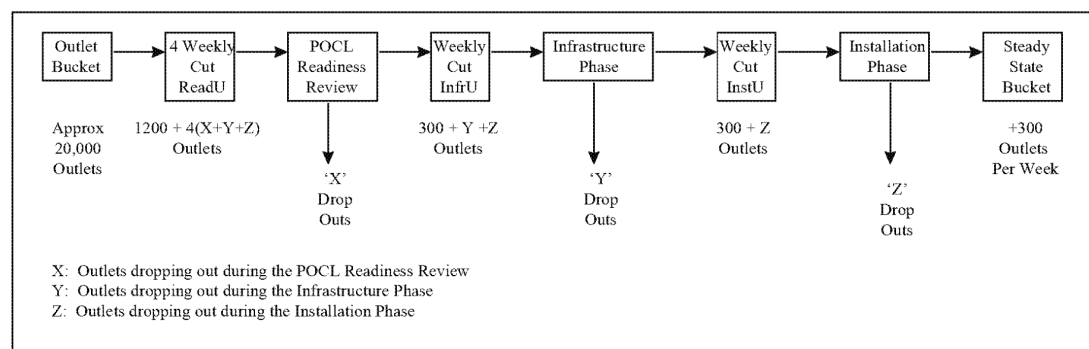 Outlet
Bucket
4 Weekly
Cut
ReadU
POCL
Readiness
Review
Weekly
Cut
InfrU
Infrastructure
Phase
Weekly
Cut
InstU
Installation
Phase
Steady
State
Bucket
Approx
20,000
Outlets
1200 + 4(X+Y+Z)
Outlets
300 + Y +Z
Outlets
300 + Z
Outlets
+300
Outlets
Per Week
‘X’
Drop
Outs
‘Y’
Drop
Outs
‘Z’
Drop
Outs
X: Outlets dropping out during the POCL Readiness Review
Y: Outlets dropping out during the Infrastructure Phase
Z: Outlets dropping out during the Installation Phase